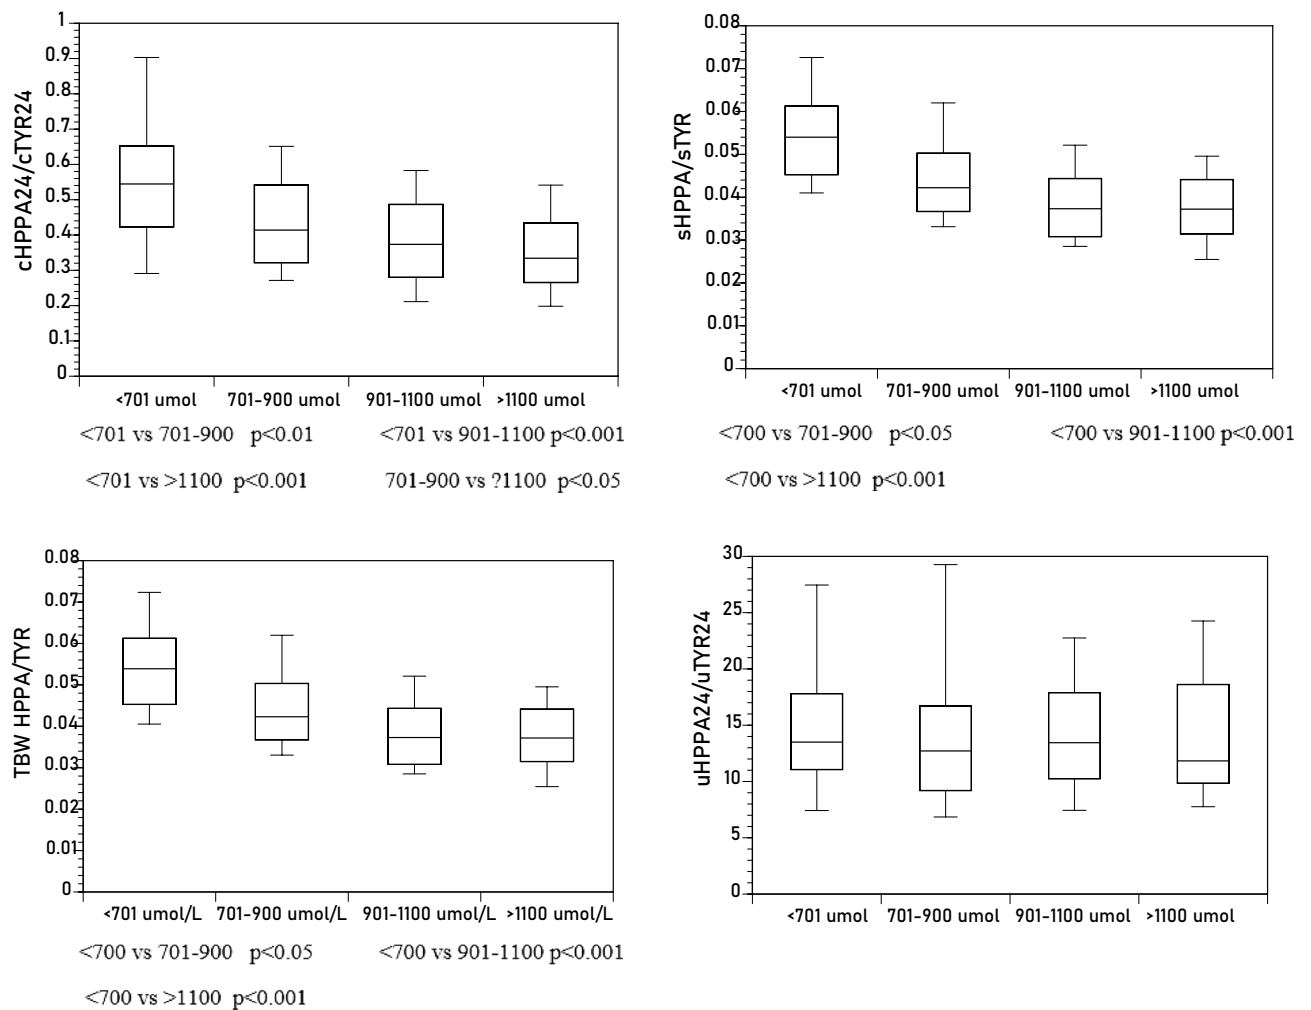 1
0.9
0.8
0.7
0.6
0.5
0.4
0.3
0.2
0.1
0
cHPPA24/cTYR24
<701 umol 701-900 umol 901-1100 umol >1100 umol
<701 vs 701-900 p<0.01 <701 vs 901-1100 p<0.001
<701 vs >1100 p<0.001 701-900 vs ?1100 p<0.05
0.08
0.07
0.06
0.05
0.04
0.03
0.02
0.01
0
sHPPA/sTYR
<701 umol 701-900 umol 901-1100 umol >1100 umol
<700 vs 701-900 p<0.05 <700 vs 901-1100 p<0.001
<700 vs >1100 p<0.001
0.08
0.07
0.06
0.05
0.04
0.03
0.02
0.01
0
TBW HPPA/TYR
<701 umol/L 701-900 umol/L 901-1100 umol/L >1100 umol/L
<700 vs 701-900 p<0.05 <700 vs 901-1100 p<0.001
<700 vs >1100 p<0.001
30
25
20
15
10
5
0
uHPPA24/uTYR24
<701 umol 701-900 umol 901-1100 umol >1100 umol